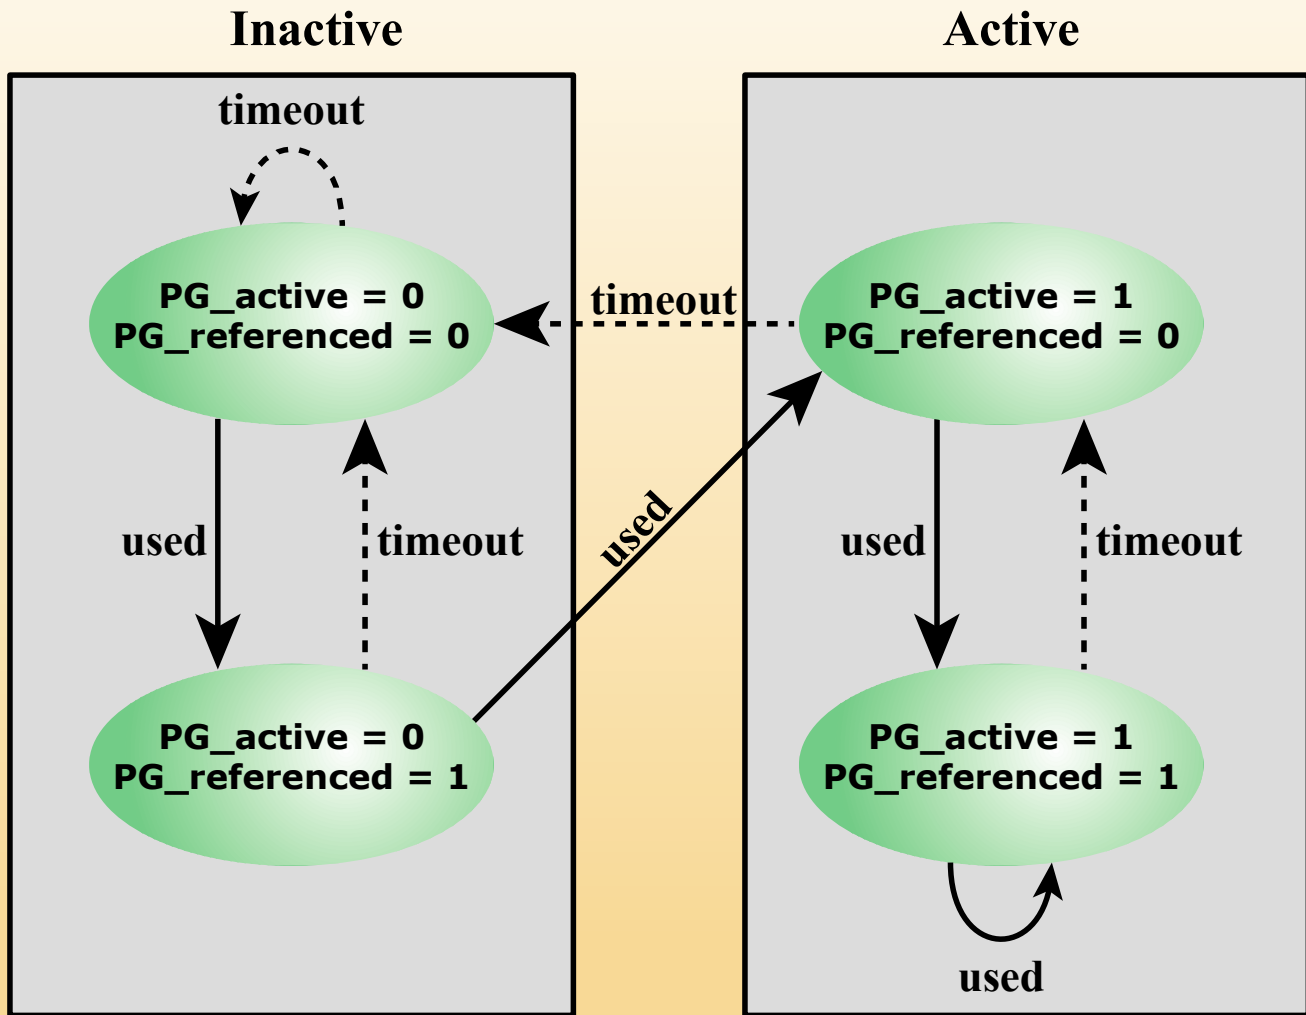 Inactive
Active
timeout
PG_active = 0
PG_referenced = 0
timeout
PG_active = 1
PG_referenced = 0
used
timeout
used
used
timeout
PG_active = 0
PG_referenced = 1
PG_active = 1
PG_referenced = 1
used